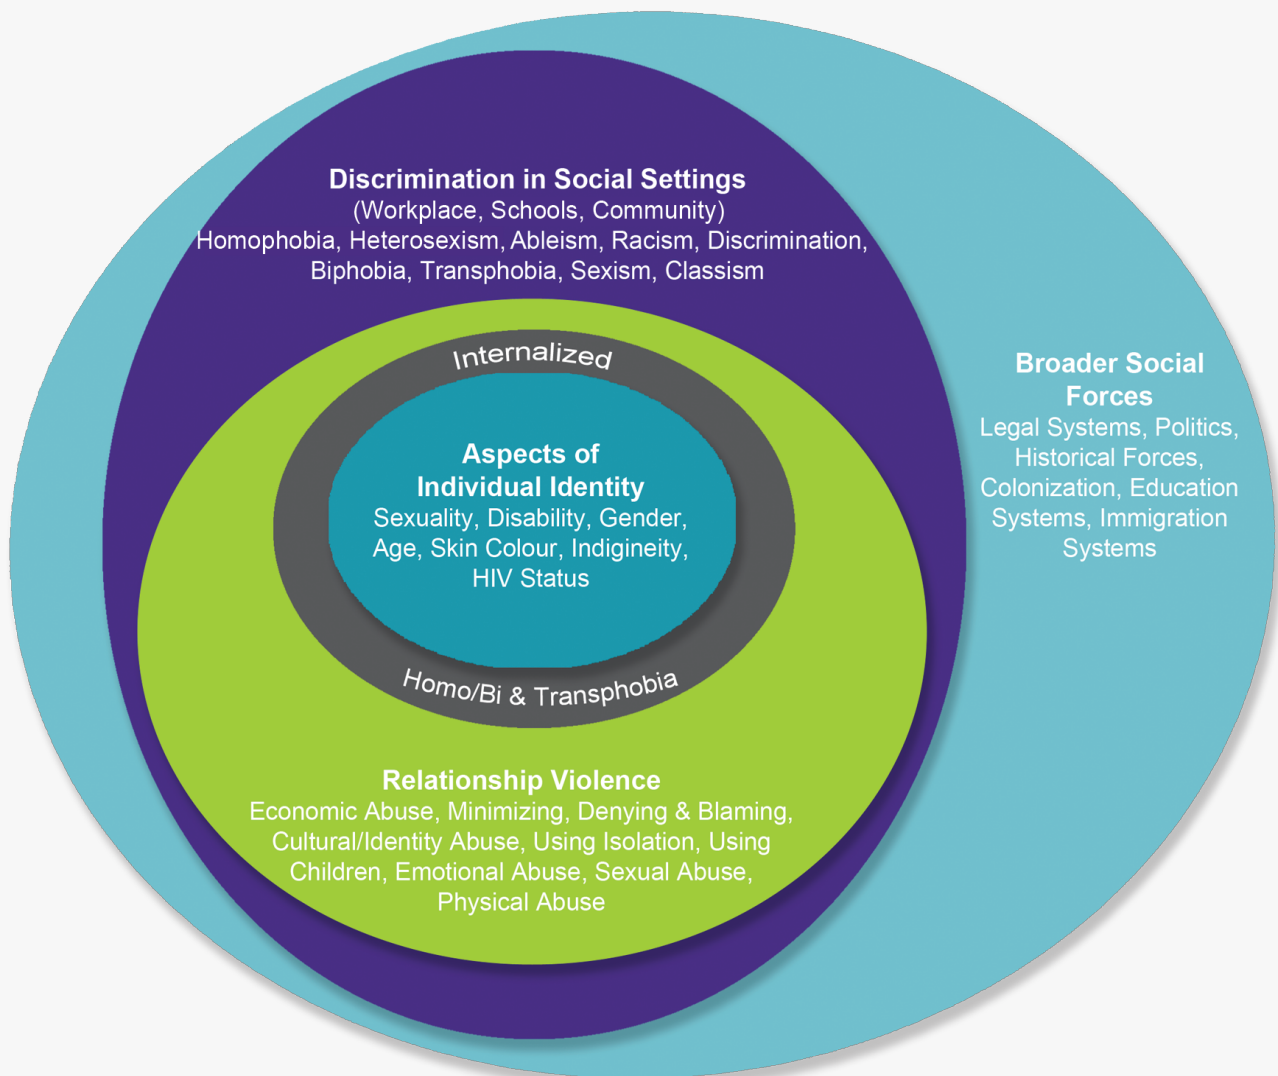 Discrimination in Social Settings
(Workplace, Schools, Community)
Homophobia, Heterosexism, Ableism, Racism, Discrimination,
Biphobia, Transphobia, Sexism, Classism
Internalized
Aspects of
Individual Identity
Sexuality, Disability, Gender,
Age, Skin Colour, Indigineity,
HIV Status
Homo/Bi & Transphobia
Relationship Violence
Economic Abuse, Minimizing, Denying & Blaming,
Cultural/Identity Abuse, Using Isolation, Using
Children, Emotional Abuse, Sexual Abuse,
Physical Abuse
Broader Social
Forces
Legal Systems, Politics,
Historical Forces,
Colonization, Education
Systems, Immigration
Systems